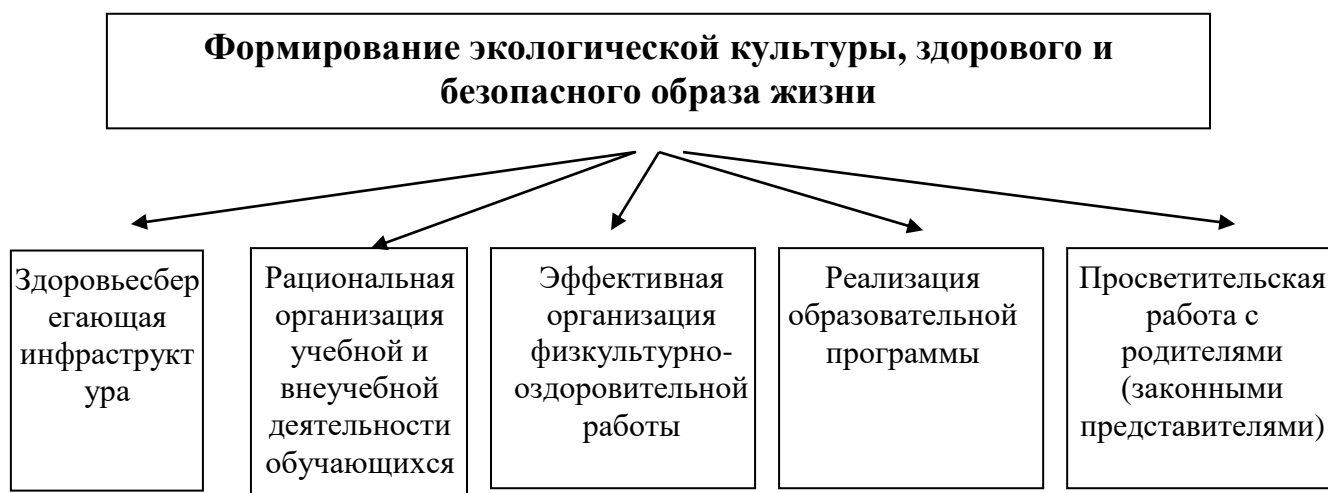 Формирование экологической культуры, здорового и
безопасного образа жизни
Здоровьесбер
егающая
инфраструкт
ура
Рациональная
организация
учебной и
внеучебной
деятельности
обучающихся
Эффективная
организация
физкультурно-
оздоровительной
работы
Реализация
образовательной
программы
Просветительская
работа с
родителями
(законными
представителями)